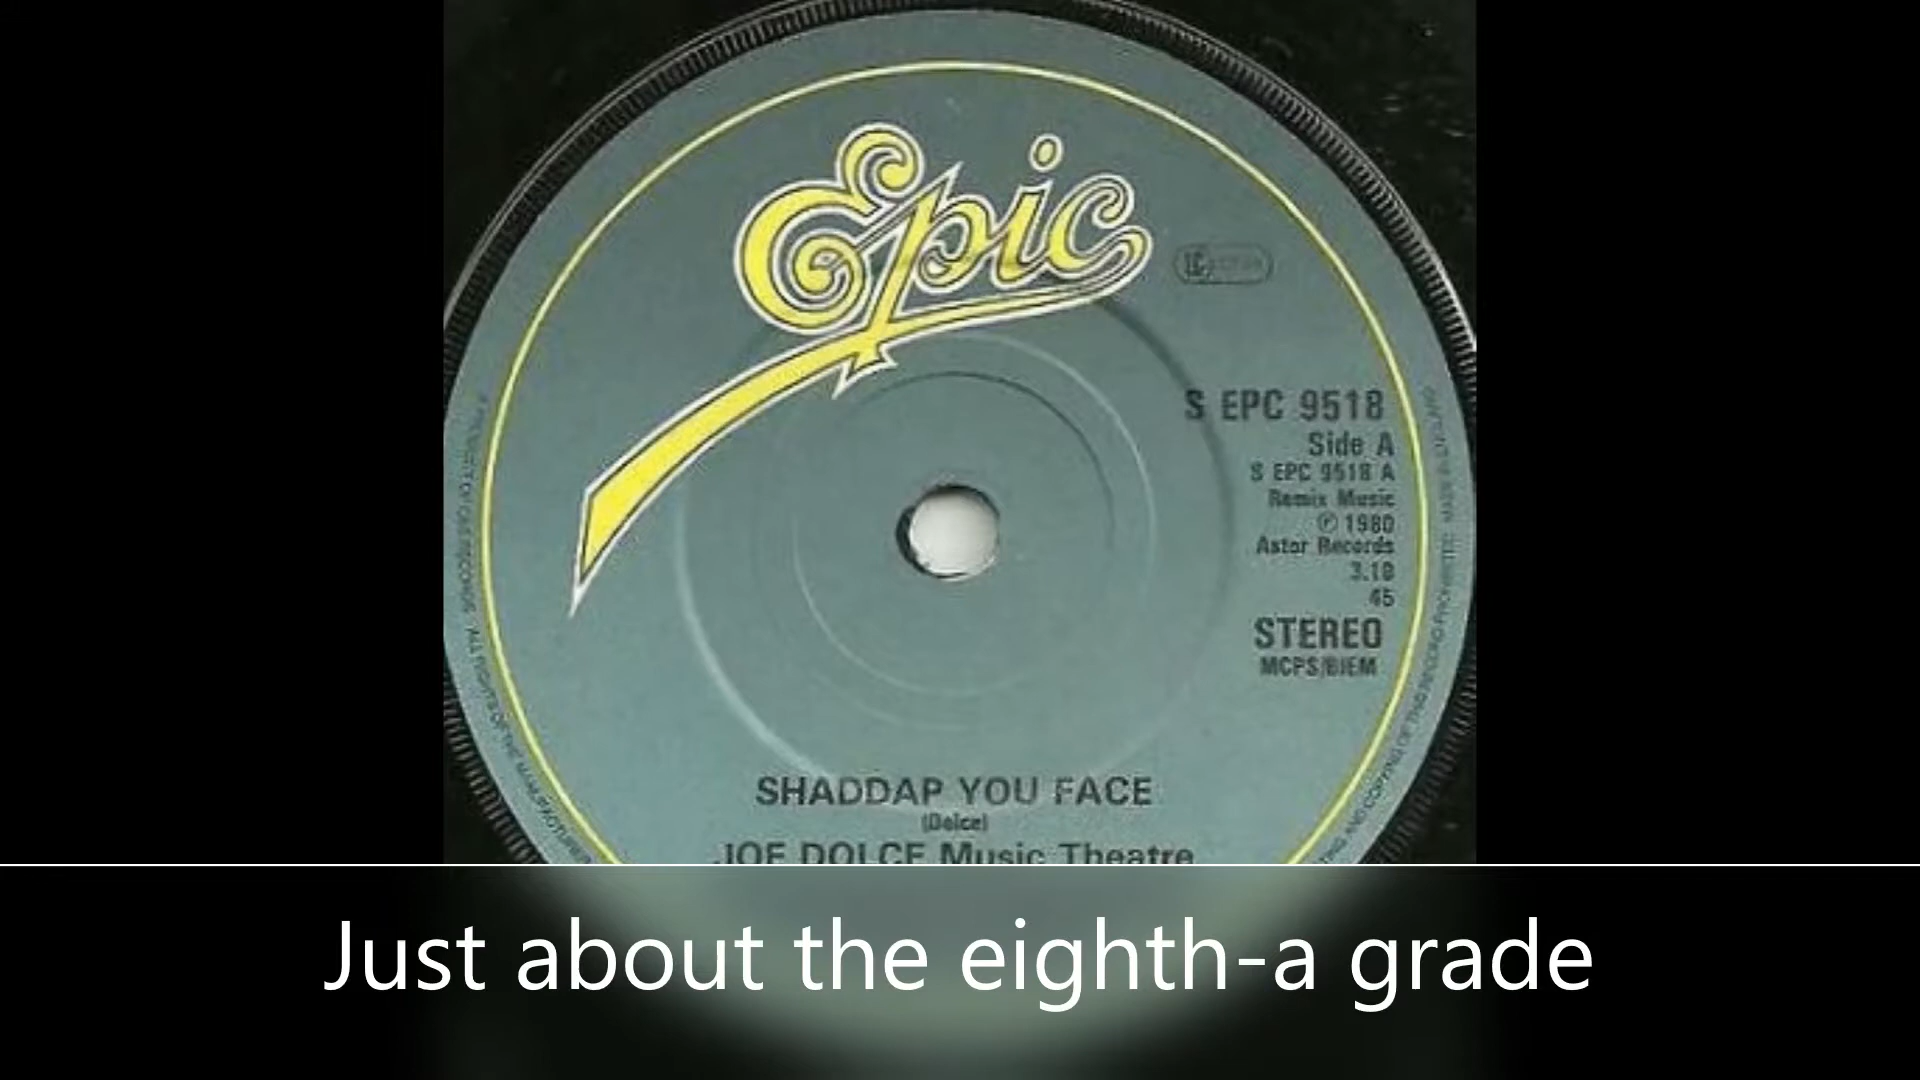 Epic
S EPC 9518
Side A
S EPC 9518 A
Remix Music
℗ 1980
Astor Records
3.18
45
STEREO
MCPS/BIEM
SHADDAP YOU FACE
(Dolce)
JOE DOLCE Music Theatre
Just about the eighth-a grade